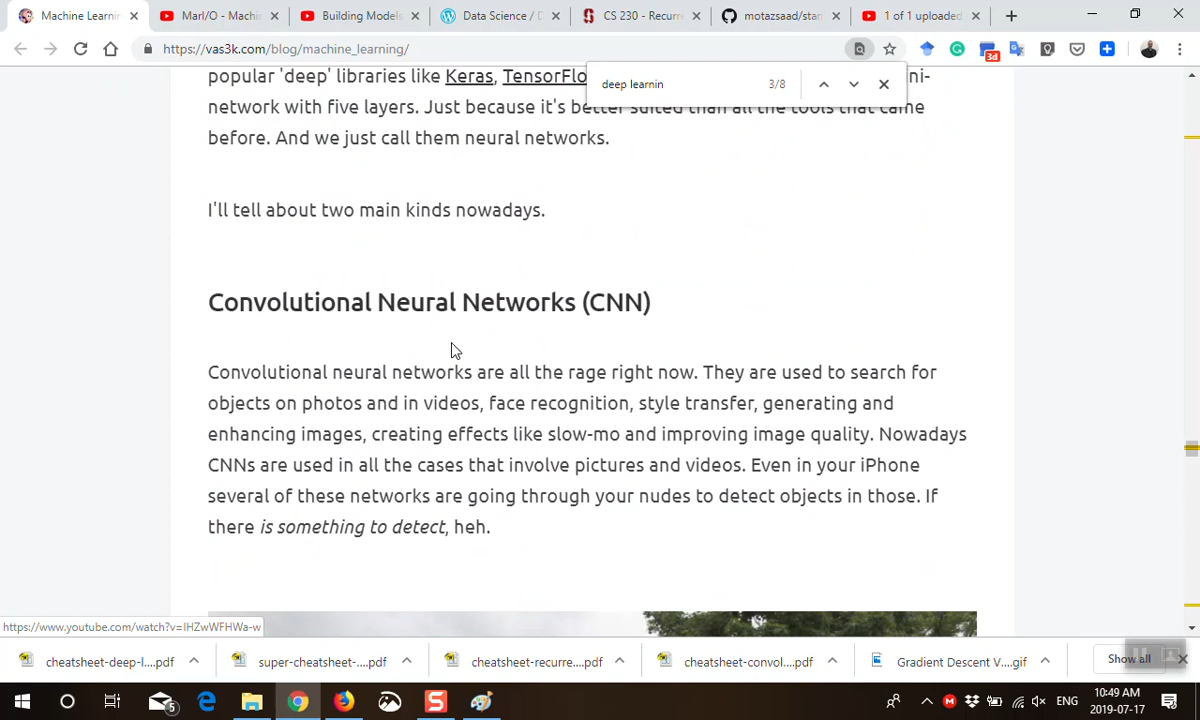 Machine Learnin
MarI/O - Machin
Building Models
Data Science / D
CS 230 - Recurre
motazsaad/stan
1 of 1 uploaded
https://vas3k.com/blog/machine_learning/
3d
deep learnin 3/8
popular 'deep' libraries like Keras, TensorFlo
ni-
network with five layers. Just because it's better suited than all the tools that came
before. And we just call them neural networks.
I'll tell about two main kinds nowadays.
Convolutional Neural Networks (CNN)
Convolutional neural networks are all the rage right now. They are used to search for
objects on photos and in videos, face recognition, style transfer, generating and
enhancing images, creating effects like slow-mo and improving image quality. Nowadays
CNNs are used in all the cases that involve pictures and videos. Even in your iPhone
several of these networks are going through your nudes to detect objects in those. If
there is something to detect, heh.
https://www.youtube.com/watch?v=IHZwWFHWa-w
cheatsheet-deep-l....pdf
super-cheatsheet-....pdf
cheatsheet-recurre....pdf
cheatsheet-convol....pdf
Gradient Descent V....gif
Show all
5
ENG
10:49 AM
2019-07-17